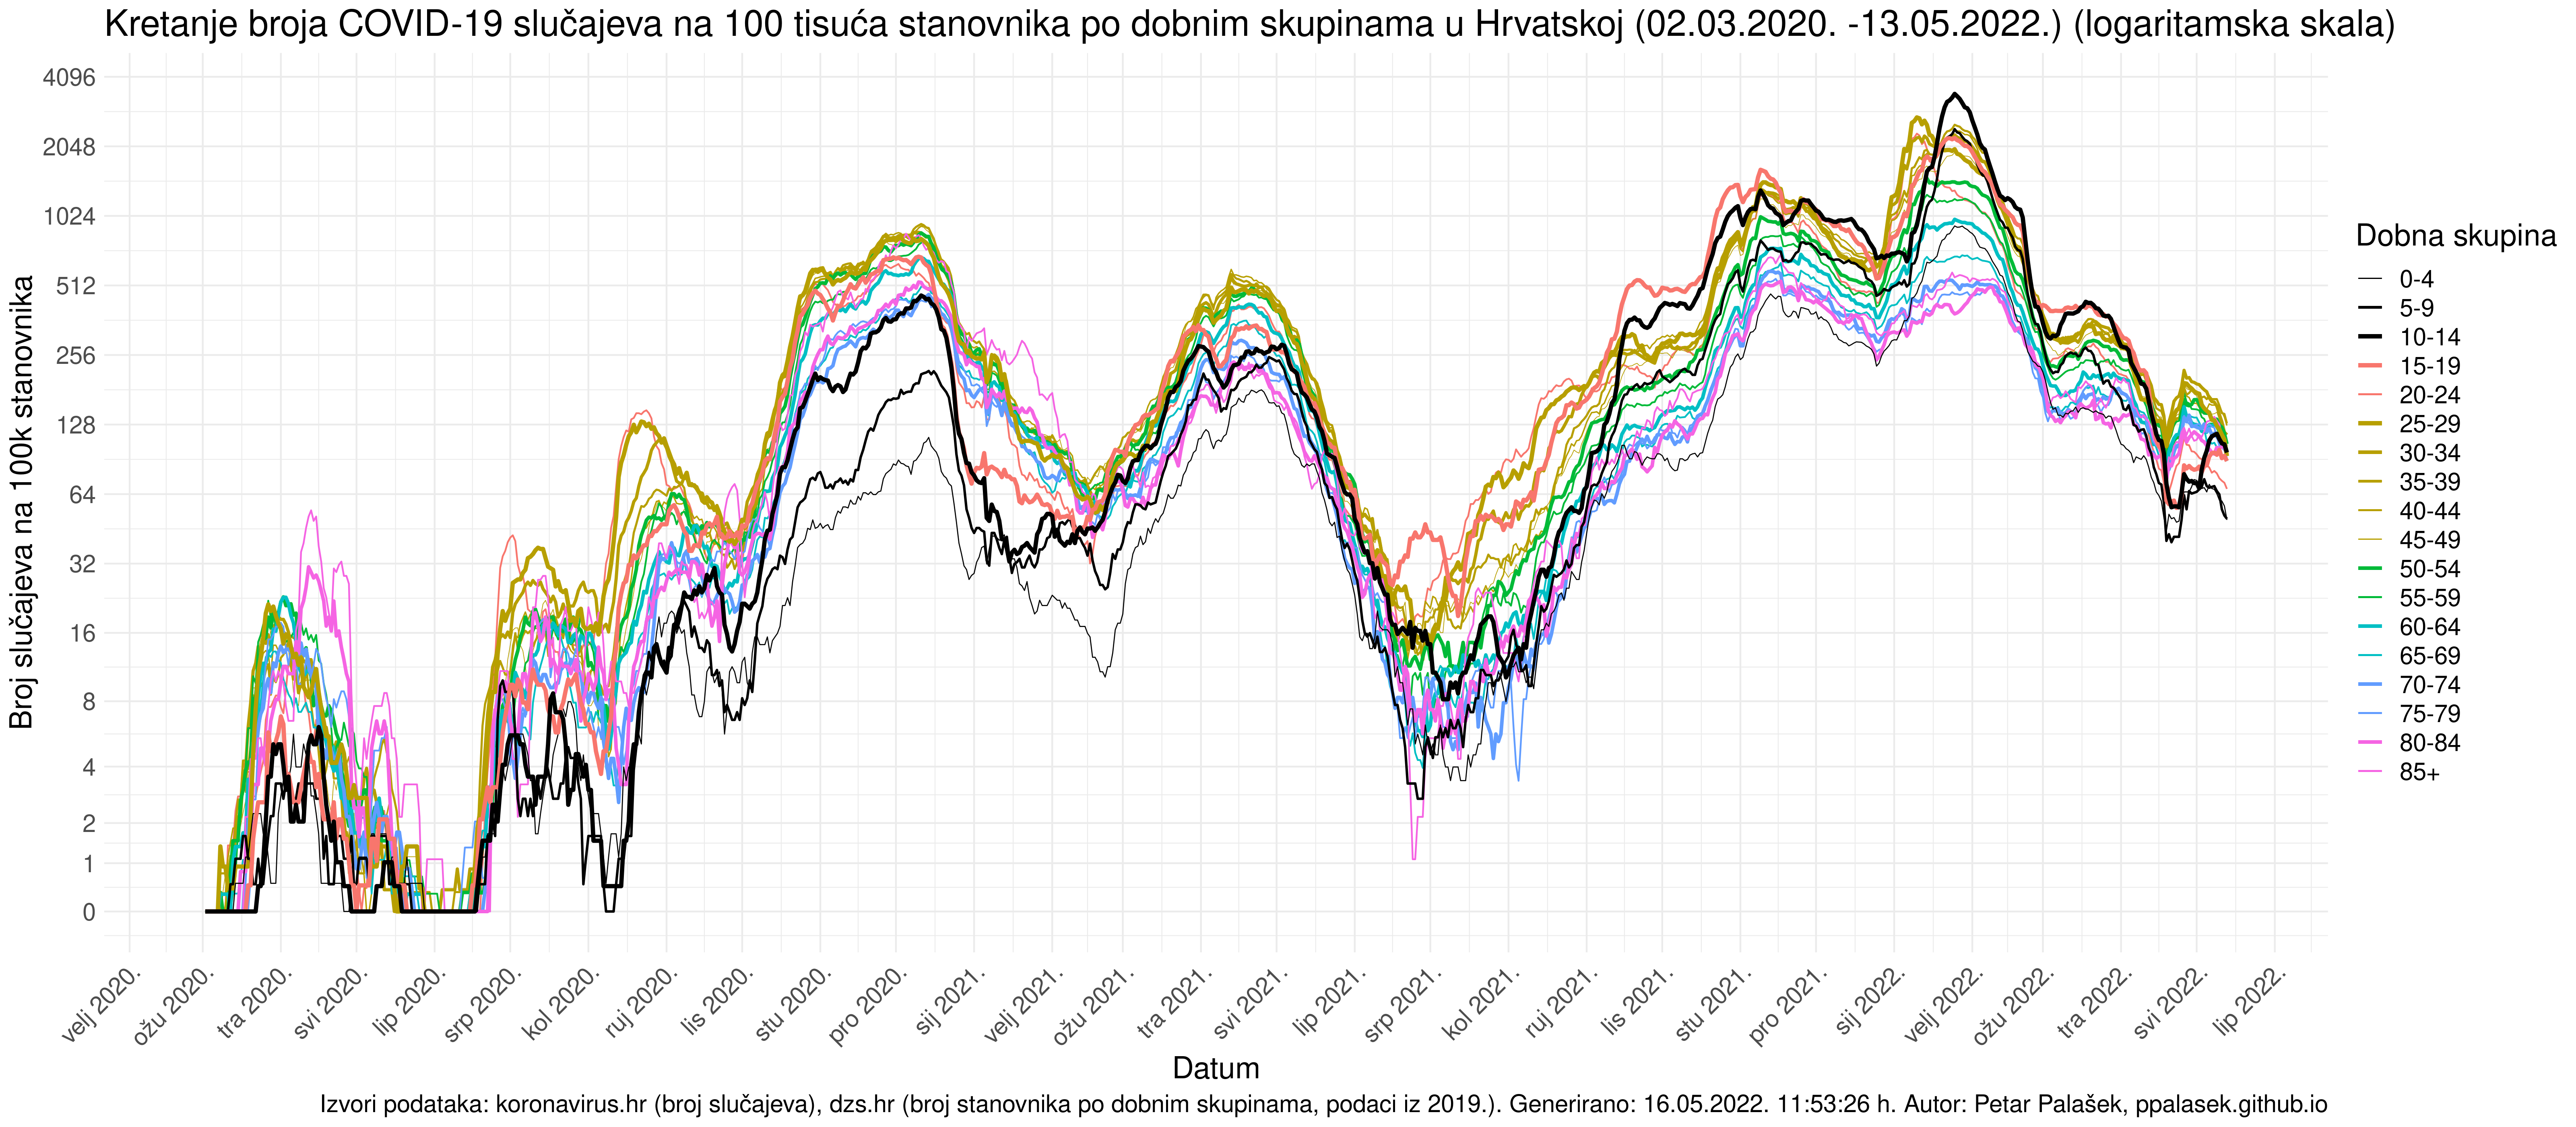 Kretanje broja COVID-19 slučajeva na 100 tisuća stanovnika po dobnim skupinama u Hrvatskoj (02.03.2020. -13.05.2022.) (logaritamska skala)
Broj slučajeva na 100k stanovnika
4096
2048
1024
512
256
128
64
32
16
8
4
2
1
0
velj 2020.
ožu 2020.
tra 2020.
svi 2020.
lip 2020.
srp 2020.
kol 2020.
ruj 2020.
lis 2020.
stu 2020.
pro 2020.
sij 2021.
velj 2021.
ožu 2021.
tra 2021.
svi 2021.
lip 2021.
srp 2021.
kol 2021.
ruj 2021.
lis 2021.
stu 2021.
pro 2021.
sij 2022.
velj 2022.
ožu 2022.
tra 2022.
svi 2022.
lip 2022.
Datum
Dobna skupina
0-4
5-9
10-14
15-19
20-24
25-29
30-34
35-39
40-44
45-49
50-54
55-59
60-64
65-69
70-74
75-79
80-84
85+
Izvori podataka: koronavirus.hr (broj slučajeva), dzs.hr (broj stanovnika po dobnim skupinama, podaci iz 2019.). Generirano: 16.05.2022. 11:53:26 h. Autor: Petar Palašek, ppalasek.github.io